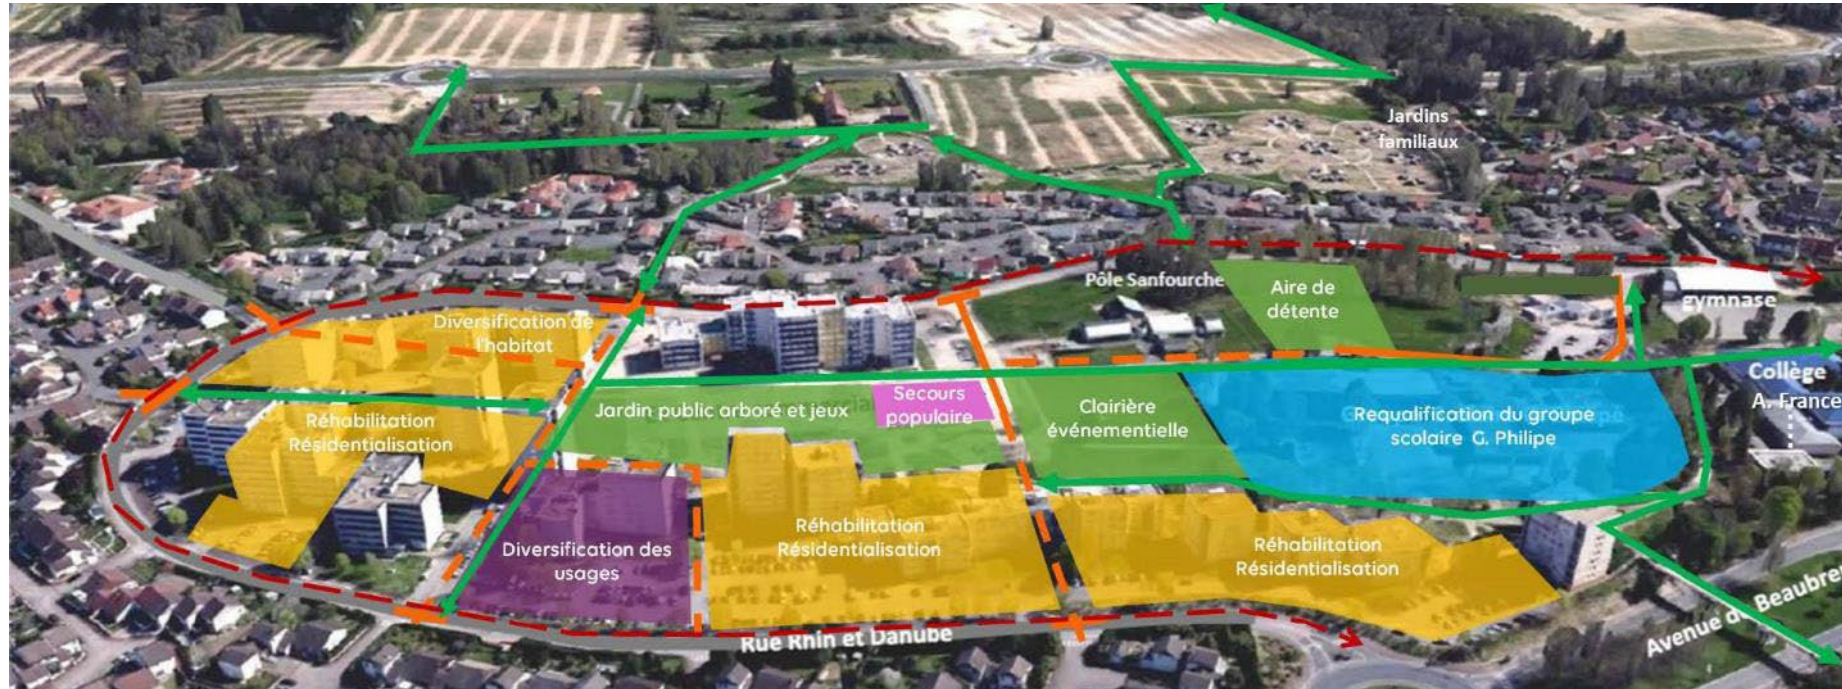 Jardins
familiaux
Pôle Sanfourche
Aire de
détente
gymnase
Diversification de
l'habitat
Collège
A. France
Réhabilitation
Résidentialisation
Jardin public arboré et jeux
Secours
populaire
Clairière
événementielle
Requalification du groupe
scolaire G. Philipe
Diversification des
usages
Réhabilitation
Résidentialisation
Réhabilitation
Résidentialisation
Rue Rhin et Danube
Avenue de Beaubreu